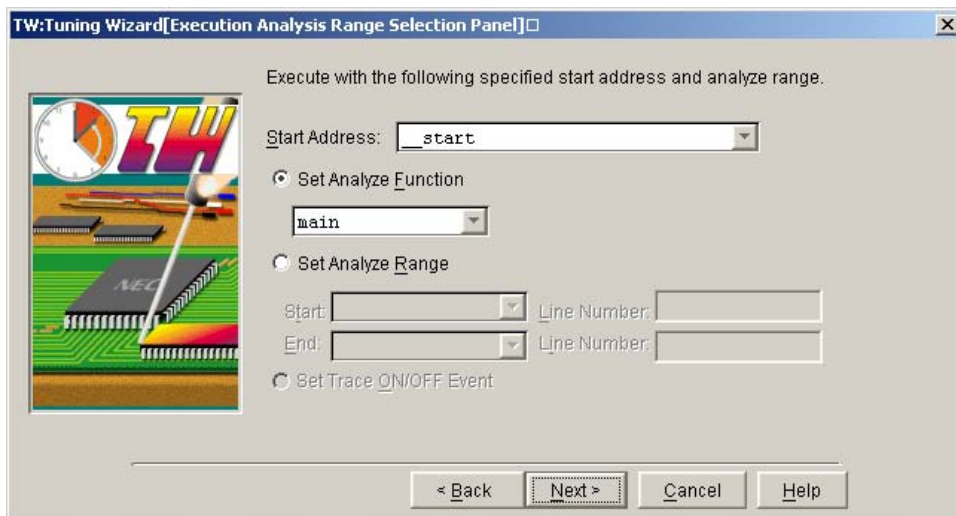 TW:Tuning Wizard[Execution Analysis Range Selection Panel]□
Execute with the following specified start address and analyze range.
TW
NEC
Start Address: __start
Set Analyze Function
main
Set Analyze Range
Start: Line Number:
End: Line Number:
Set Trace ON/OFF Event
< Back Next > Cancel Help